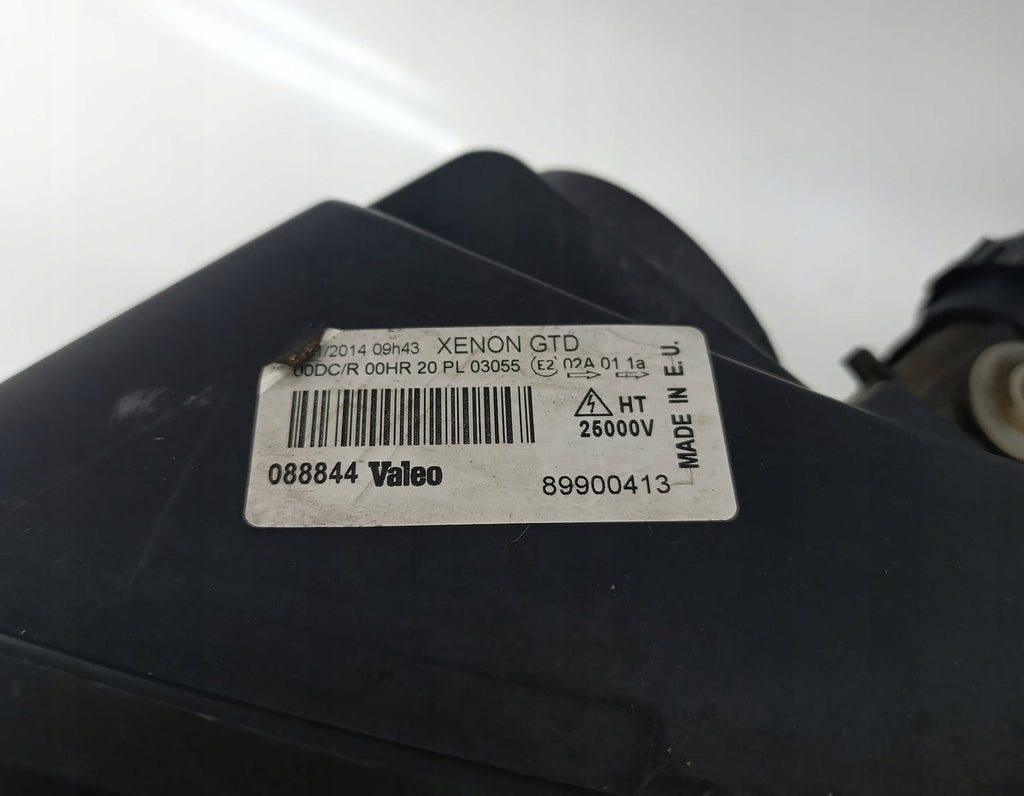 /2014 09h43 XENON GTD
00DC/R 00HR 20 PL 03055 E2 02A 01 1a
HT
25000V
MADE IN E.U.
088844 Valeo
89900413